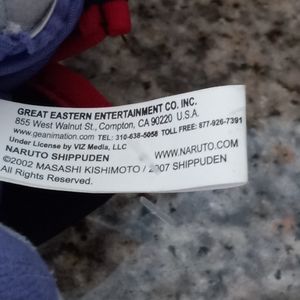 GREAT EASTERN ENTERTAINMENT CO. INC.
855 West Walnut St., Compton, CA 90220 U.S.A.
www.geanimation.com TEL: 310-638-5058 TOLL FREE: 877-926-7391
Under License by VIZ Media, LLC
WWW.NARUTO.COM
NARUTO SHIPPUDEN
©2002 MASASHI KISHIMOTO / 2007 SHIPPUDEN
All Rights Reserved.